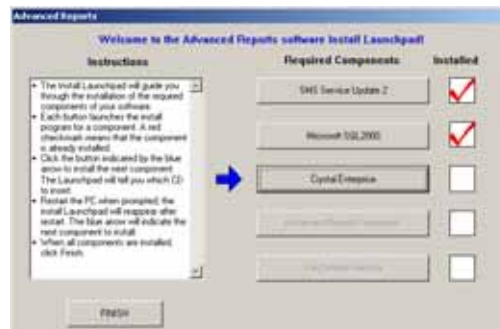 Advanced Reports
Welcome to the Advanced Reports software Install Launchpad!
Instructions
Required Components
Installed
• The Install Launchpad will guide you
through the installation of the required
components of your software.
• Each button launches the install
program for a component. A red
checkmark means that the component
is already installed.
• Click the button indicated by the blue
arrow to install the next component.
The Launchpad will tell you which CD
to insert.
• Restart the PC when prompted, the
install Launchpad will reappear after
restart. The blue arrow will indicate the
next component to install.
• When all components are installed,
click Finish.
SMS Service Update 2
Microsoft SQL2000
Crystal Enterprise
FINISH